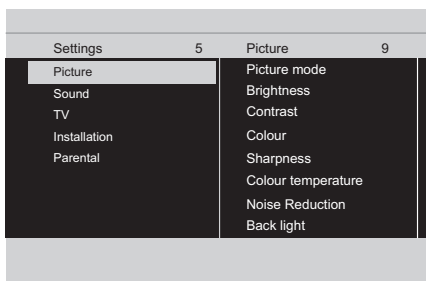 Settings 5
Picture
Sound
TV
Installation
Parental
Picture 9
Picture mode
Brightness
Contrast
Colour
Sharpness
Colour temperature
Noise Reduction
Back light